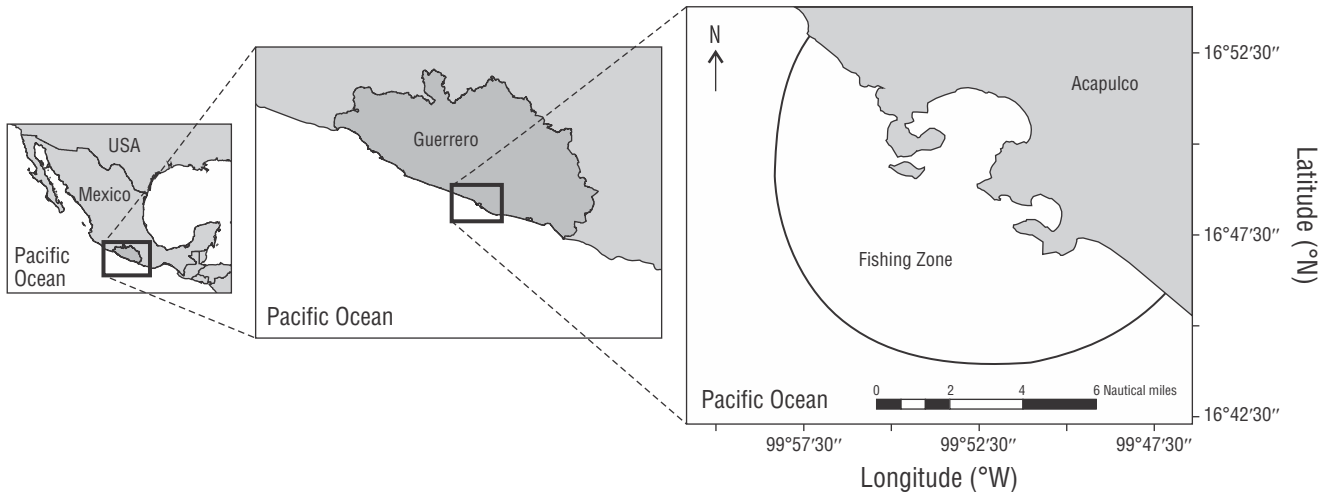 USA
Mexico
Pacific
Ocean
Guerrero
Pacific Ocean
N
Acapulco
Fishing Zone
Pacific Ocean
0 2 4 6 Nautical miles
16°52′30′′
16°47′30′′
16°42′30′′
Latitude (°N)
99°57′30′′ 99°52′30′′ 99°47′30′′
Longitude (°W)